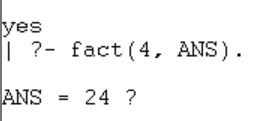 yes
| ?- fact(4, ANS).
ANS = 24 ?